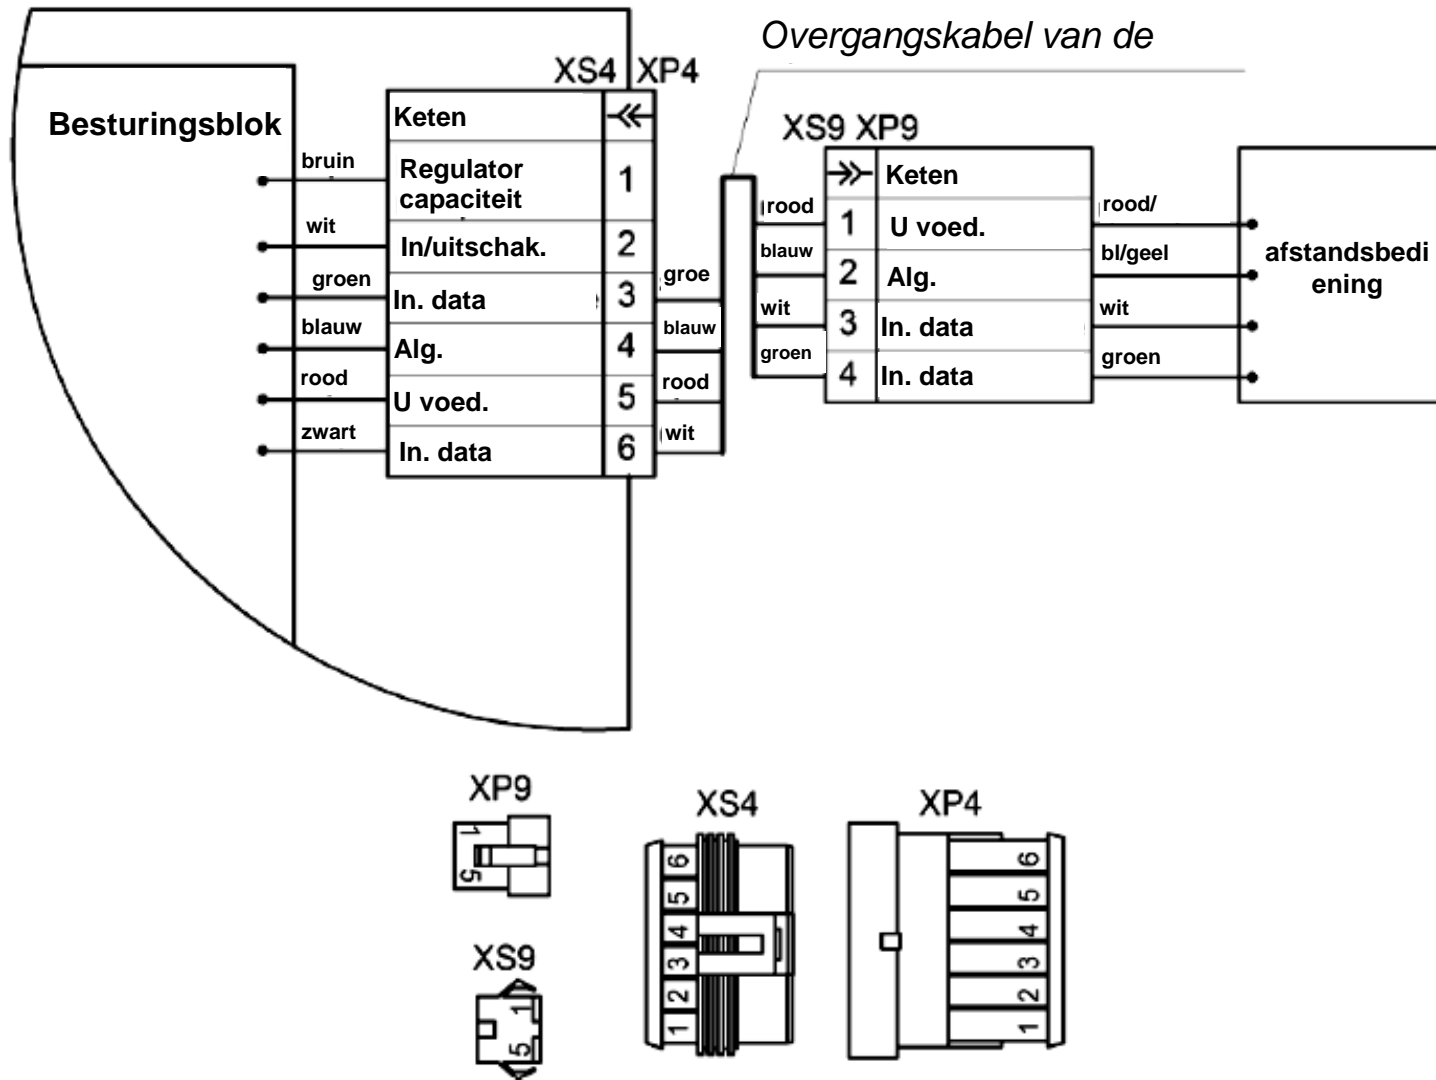 Overgangskabel van de
XS4 XP4
Besturingsblok
Keten
XS9 XP9
bruin
Regulator
capaciteit
1
Keten
wit
In/uitschak.
2
rood
1
U voed.
rood/
groen
In. data
3
groe
blauw
2
Alg.
bl/geel
afstandsbedi
ening
blauw
Alg.
4
blauw
wit
3
In. data
wit
rood
U voed.
5
rood
groen
4
In. data
groen
zwart
In. data
6
wit
XP9
1
5
XS4
6
5
4
3
2
1
XP4
6
5
4
3
2
1
XS9
1
5